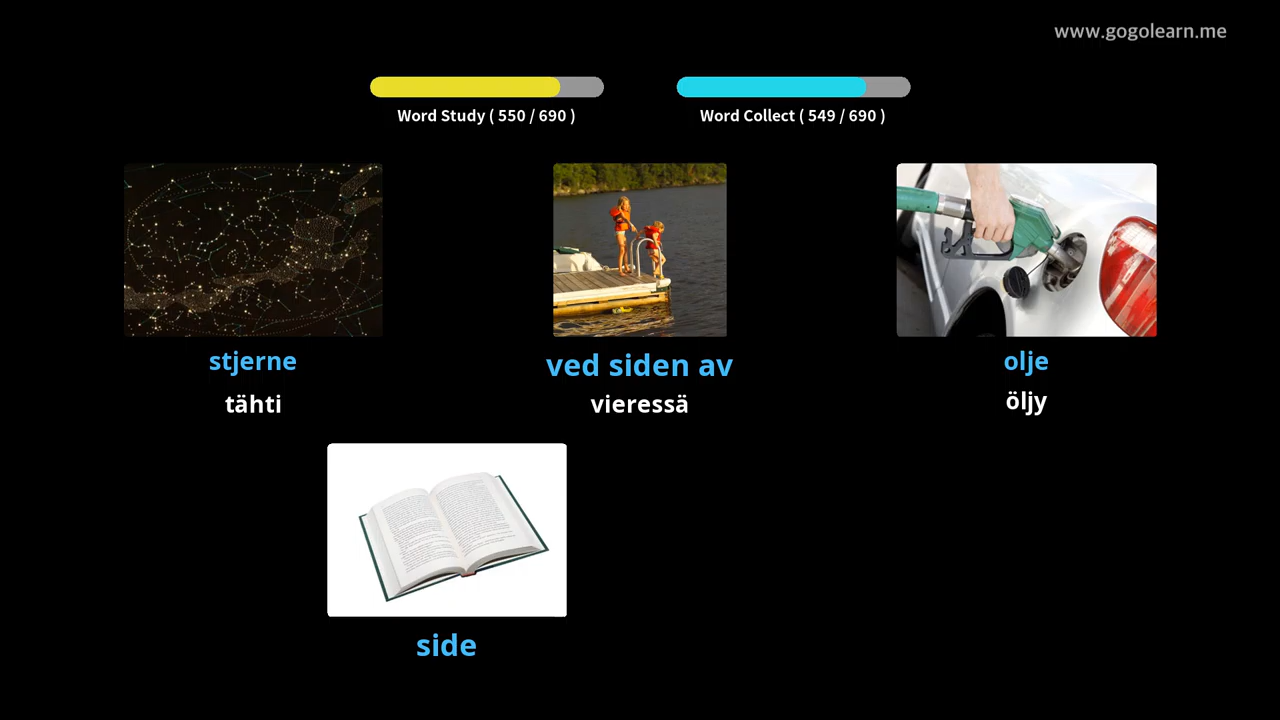 www.gogolearn.me
Word Study ( 550 / 690 )
Word Collect ( 549 / 690 )
stjerne
ved siden av
olje
tähti
vieressä
öljy
side